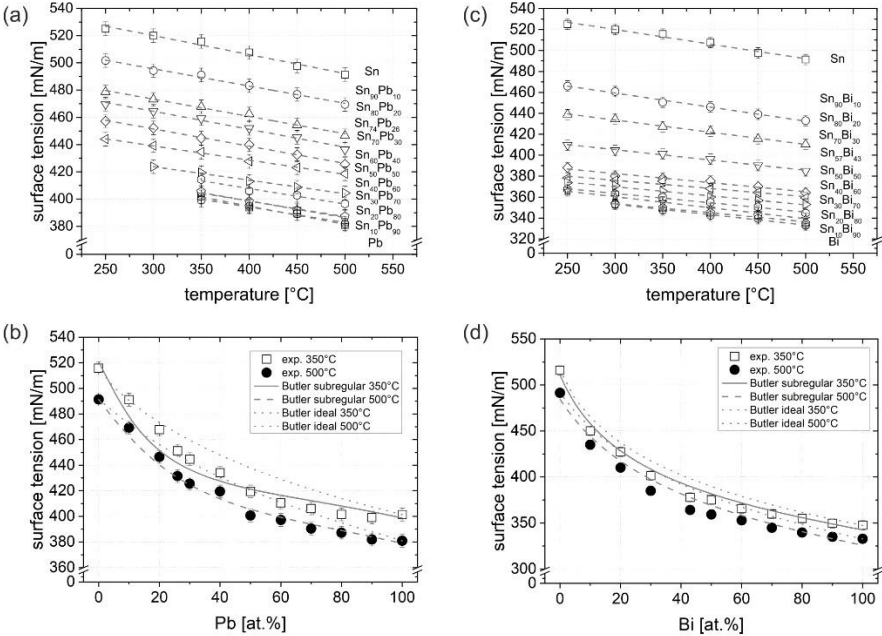 (a)
surface tension [mN/m]
540
520
500
480
460
440
420
400
380
0
Sn
Sn₉₀Pb₁₀
Sn₈₀Pb₂₀
Sn₇₄Pb₂₆
Sn₇₀Pb₃₀
Sn₆₀Pb₄₀
Sn₅₀Pb₅₀
Sn₄₀Pb₆₀
Sn₃₀Pb₇₀
Sn₂₀Pb₈₀
Sn₁₀Pb₉₀
Pb
250 300 350 400 450 500 550
temperature [°C]
(c)
surface tension [mN/m]
540
520
500
480
460
440
420
400
380
360
340
320
0
Sn
Sn₉₀Bi₁₀
Sn₈₀Bi₂₀
Sn₇₀Bi₃₀
Sn₅₇Bi₄₃
Sn₅₀Bi₅₀
Sn₄₀Bi₆₀
Sn₃₀Bi₇₀
Sn₂₀Bi₈₀
Sn₁₀Bi₉₀
Bi
250 300 350 400 450 500 550
temperature [°C]
(b)
surface tension [mN/m]
540
520
500
480
460
440
420
400
380
360
0
exp. 350°C
exp. 500°C
Butler subregular 350°C
Butler subregular 500°C
Butler ideal 350°C
Butler ideal 500°C
0 20 40 60 80 100
Pb [at.%]
(d)
surface tension [mN/m]
550
500
450
400
350
300
0
exp. 350°C
exp. 500°C
Butler subregular 350°C
Butler subregular 500°C
Butler ideal 350°C
Butler ideal 500°C
0 20 40 60 80 100
Bi [at.%]